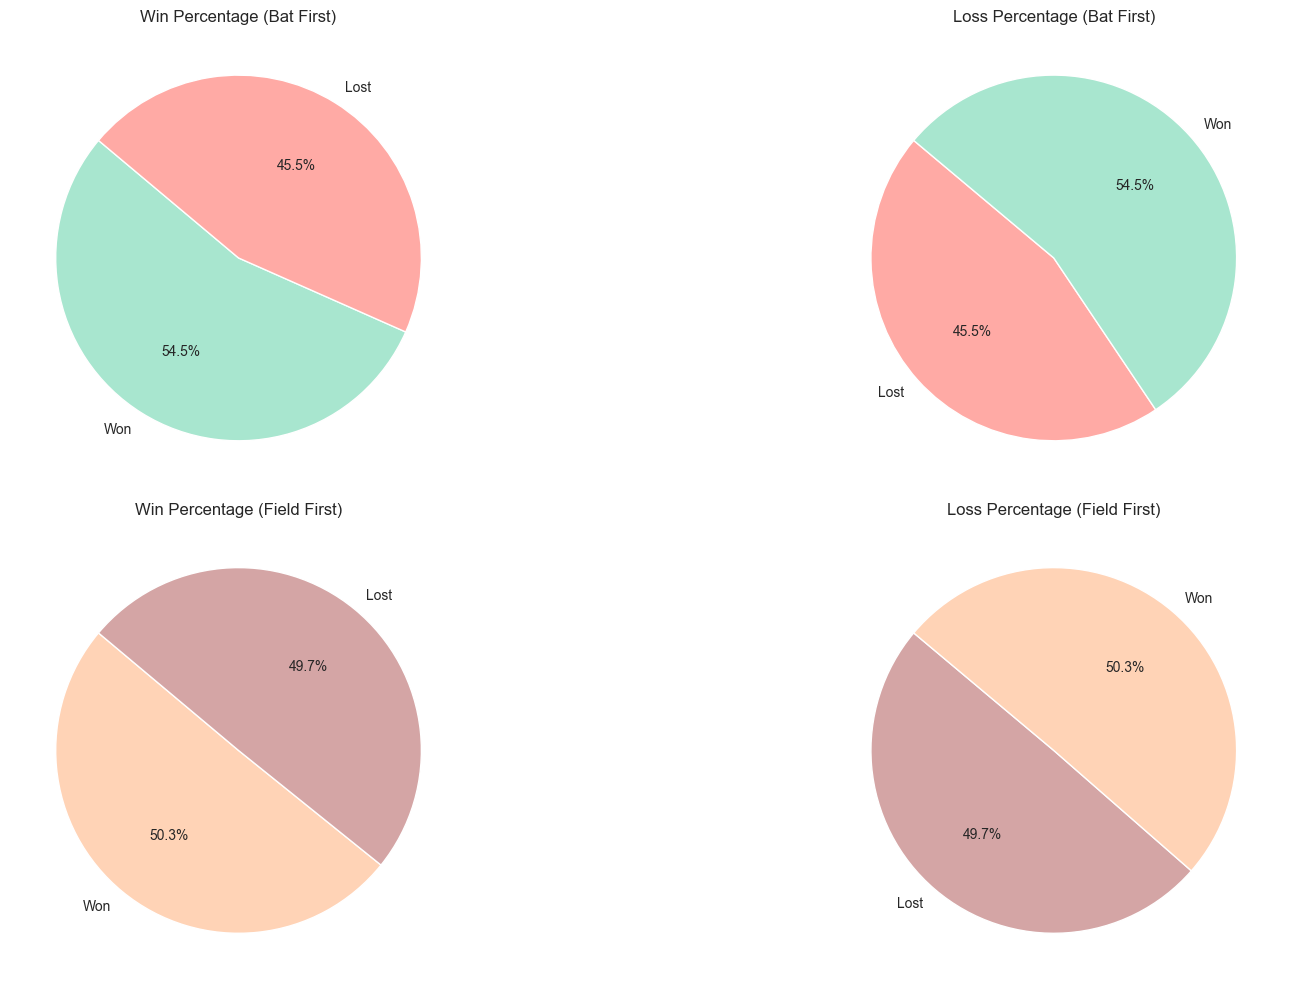 Win Percentage (Bat First)
Lost
45.5%
54.5%
Won
Loss Percentage (Bat First)
Won
54.5%
45.5%
Lost
Win Percentage (Field First)
Lost
49.7%
50.3%
Won
Loss Percentage (Field First)
Won
50.3%
49.7%
Lost